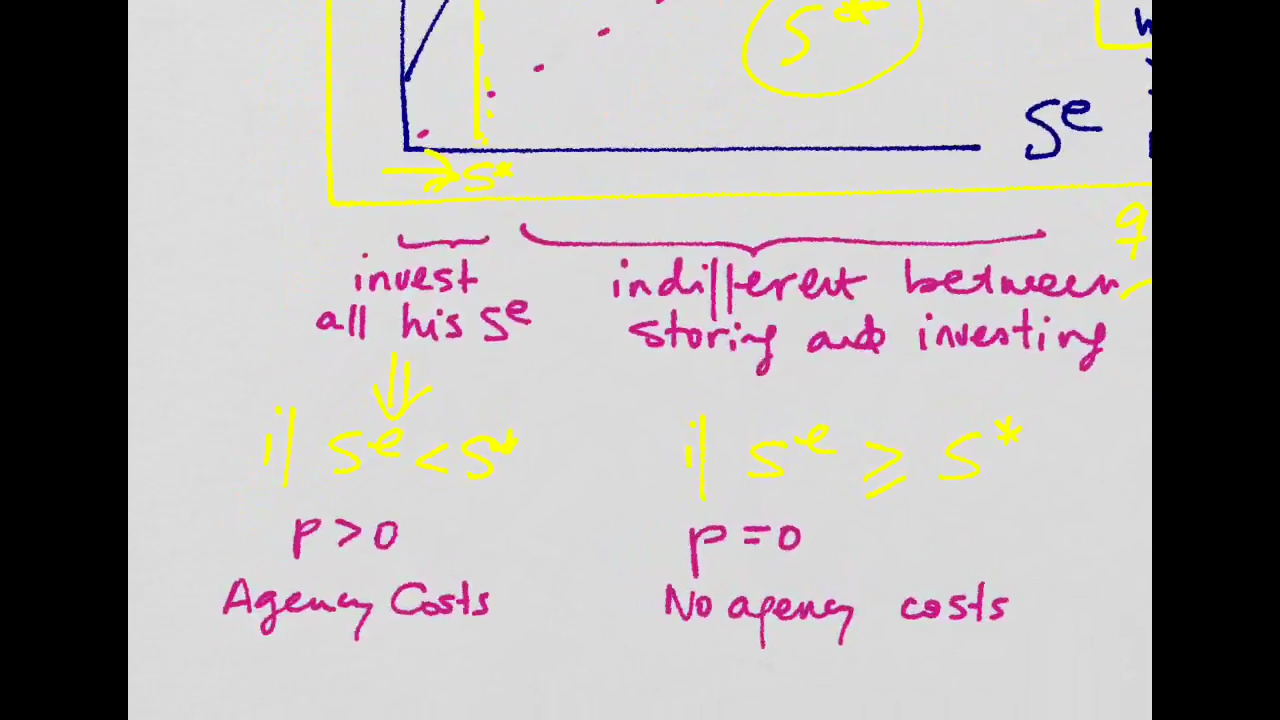 S*
Sᵉ
→ S*
invest
all his Sᵉ
indifferent between
storing and investing
⇓
if Sᵉ < S*
if Sᵉ ≥ S*
p > 0
p = 0
Agency Costs
No agency costs